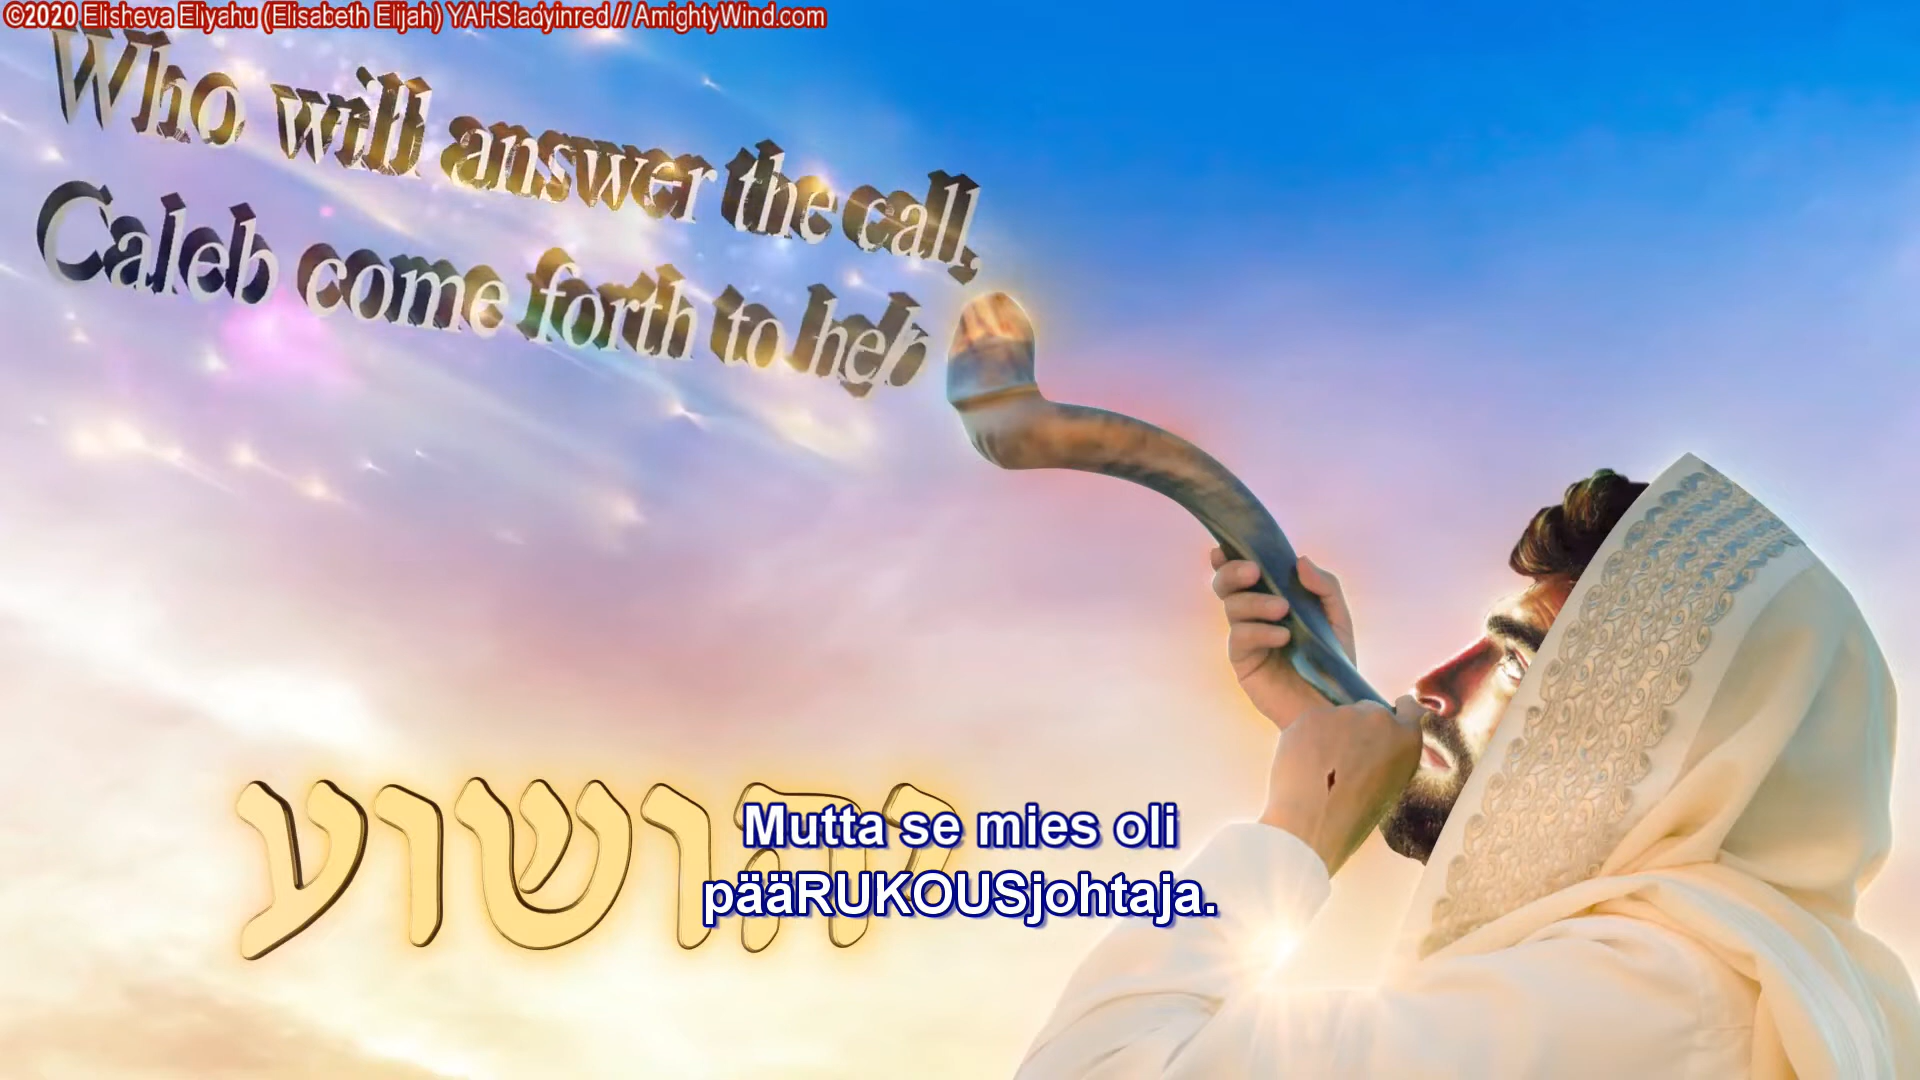 ©2020 Elisheva Eliyahu (Elisabeth Elijah) YAHSladyinred // AmightyWind.com
Who will answer the call,
Caleb come forth to help
יהושוע
Mutta se mies oli
pääRUKOUSjohtaja.